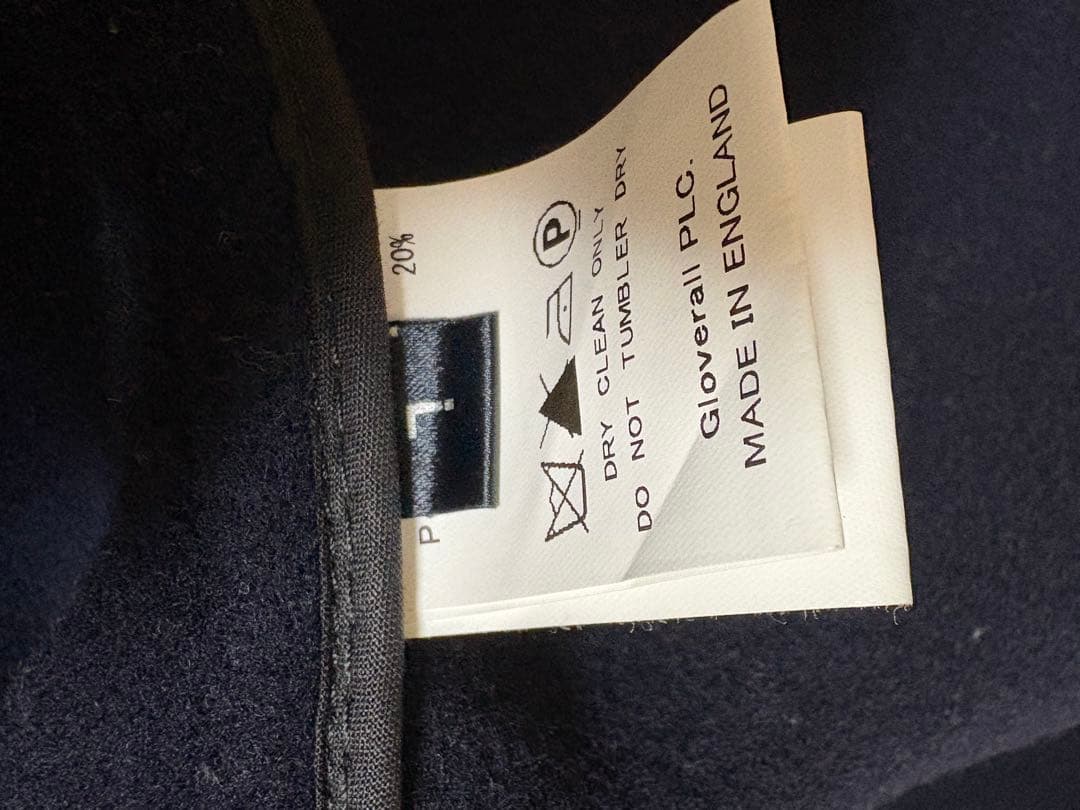 P 20%
P
DRY CLEAN ONLY
DO NOT TUMBLER DRY
Gloverall PLC.
MADE IN ENGLAND